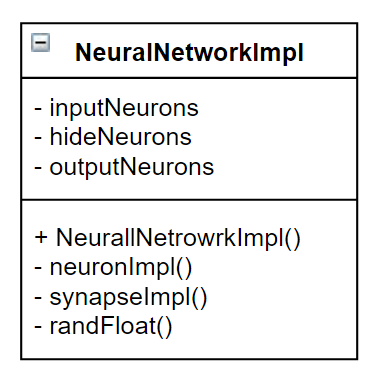 NeuralNetworkImpl
- inputNeurons
- hideNeurons
- outputNeurons
+ NeurallNetrowrkImpl()
- neuronImpl()
- synapseImpl()
- randFloat()